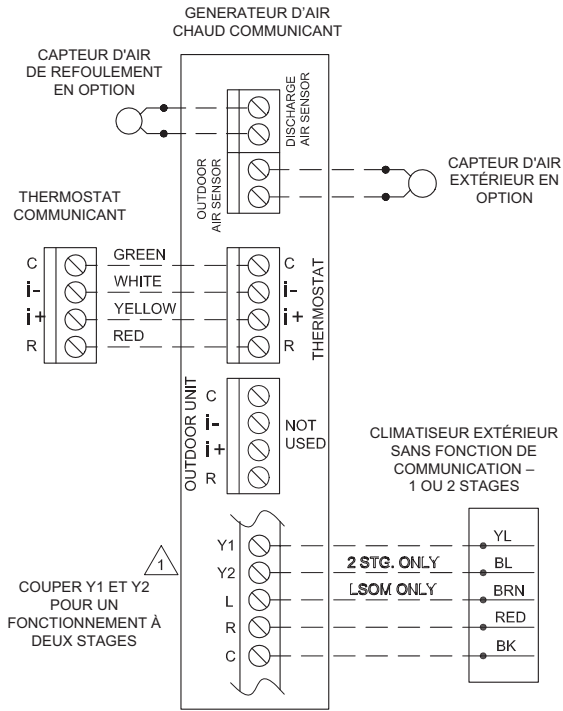 GENERATEUR D'AIR
CHAUD COMMUNICANT
CAPTEUR D'AIR
DE REFOULEMENT
EN OPTION
DISCHARGE
AIR SENSOR
OUTDOOR
AIR SENSOR
CAPTEUR D'AIR
EXTÉRIEUR EN
OPTION
THERMOSTAT
COMMUNICANT
C GREEN C
i- WHITE i-
i+ YELLOW i+
R RED R
THERMOSTAT
OUTDOOR UNIT
C
i-
i+
R
NOT
USED
CLIMATISEUR EXTÉRIEUR
SANS FONCTION DE
COMMUNICATION –
1 OU 2 STAGES
1
COUPER Y1 ET Y2
POUR UN
FONCTIONNEMENT À
DEUX STAGES
Y1 YL
Y2 2 STG. ONLY BL
L LSOM ONLY BRN
R RED
C BK